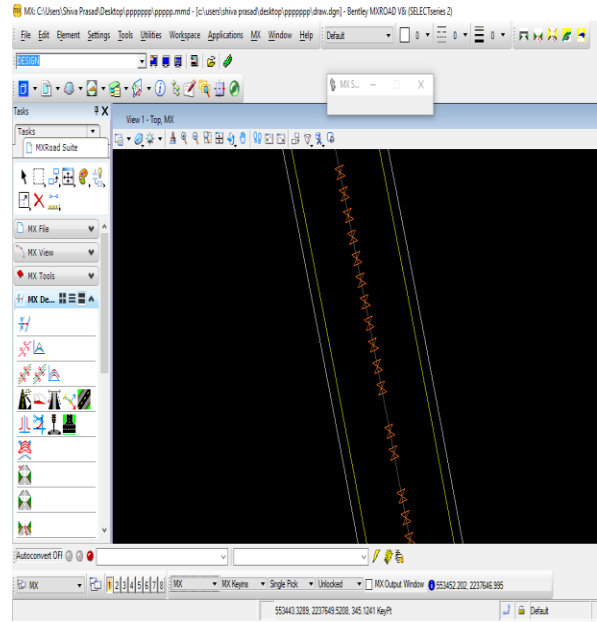 MX: C:\Users\Shiva Prasad\Desktop\ppppppp\ppppp.mmd - [c:\users\shiva prasad\desktop\ppppppp\draw.dgn] - Bentley MXROAD V8i (SELECTseries 2)
File Edit Element Settings Tools Utilities Workspace Applications MX Window Help Default 0 0 0
DESIGN
MX S...
Tasks
View 1 - Top, MX
Tasks
MXRoad Suite
MX File
MX View
MX Tools
MX De...
Autoconvert OFF
MX 1 2 3 4 5 6 7 8 MX MX Keyins Single Pick Unlocked MX Output Window 553452.202, 2237646.995
553443.3289, 2237649.5208, 345.1241 KeyPt Default